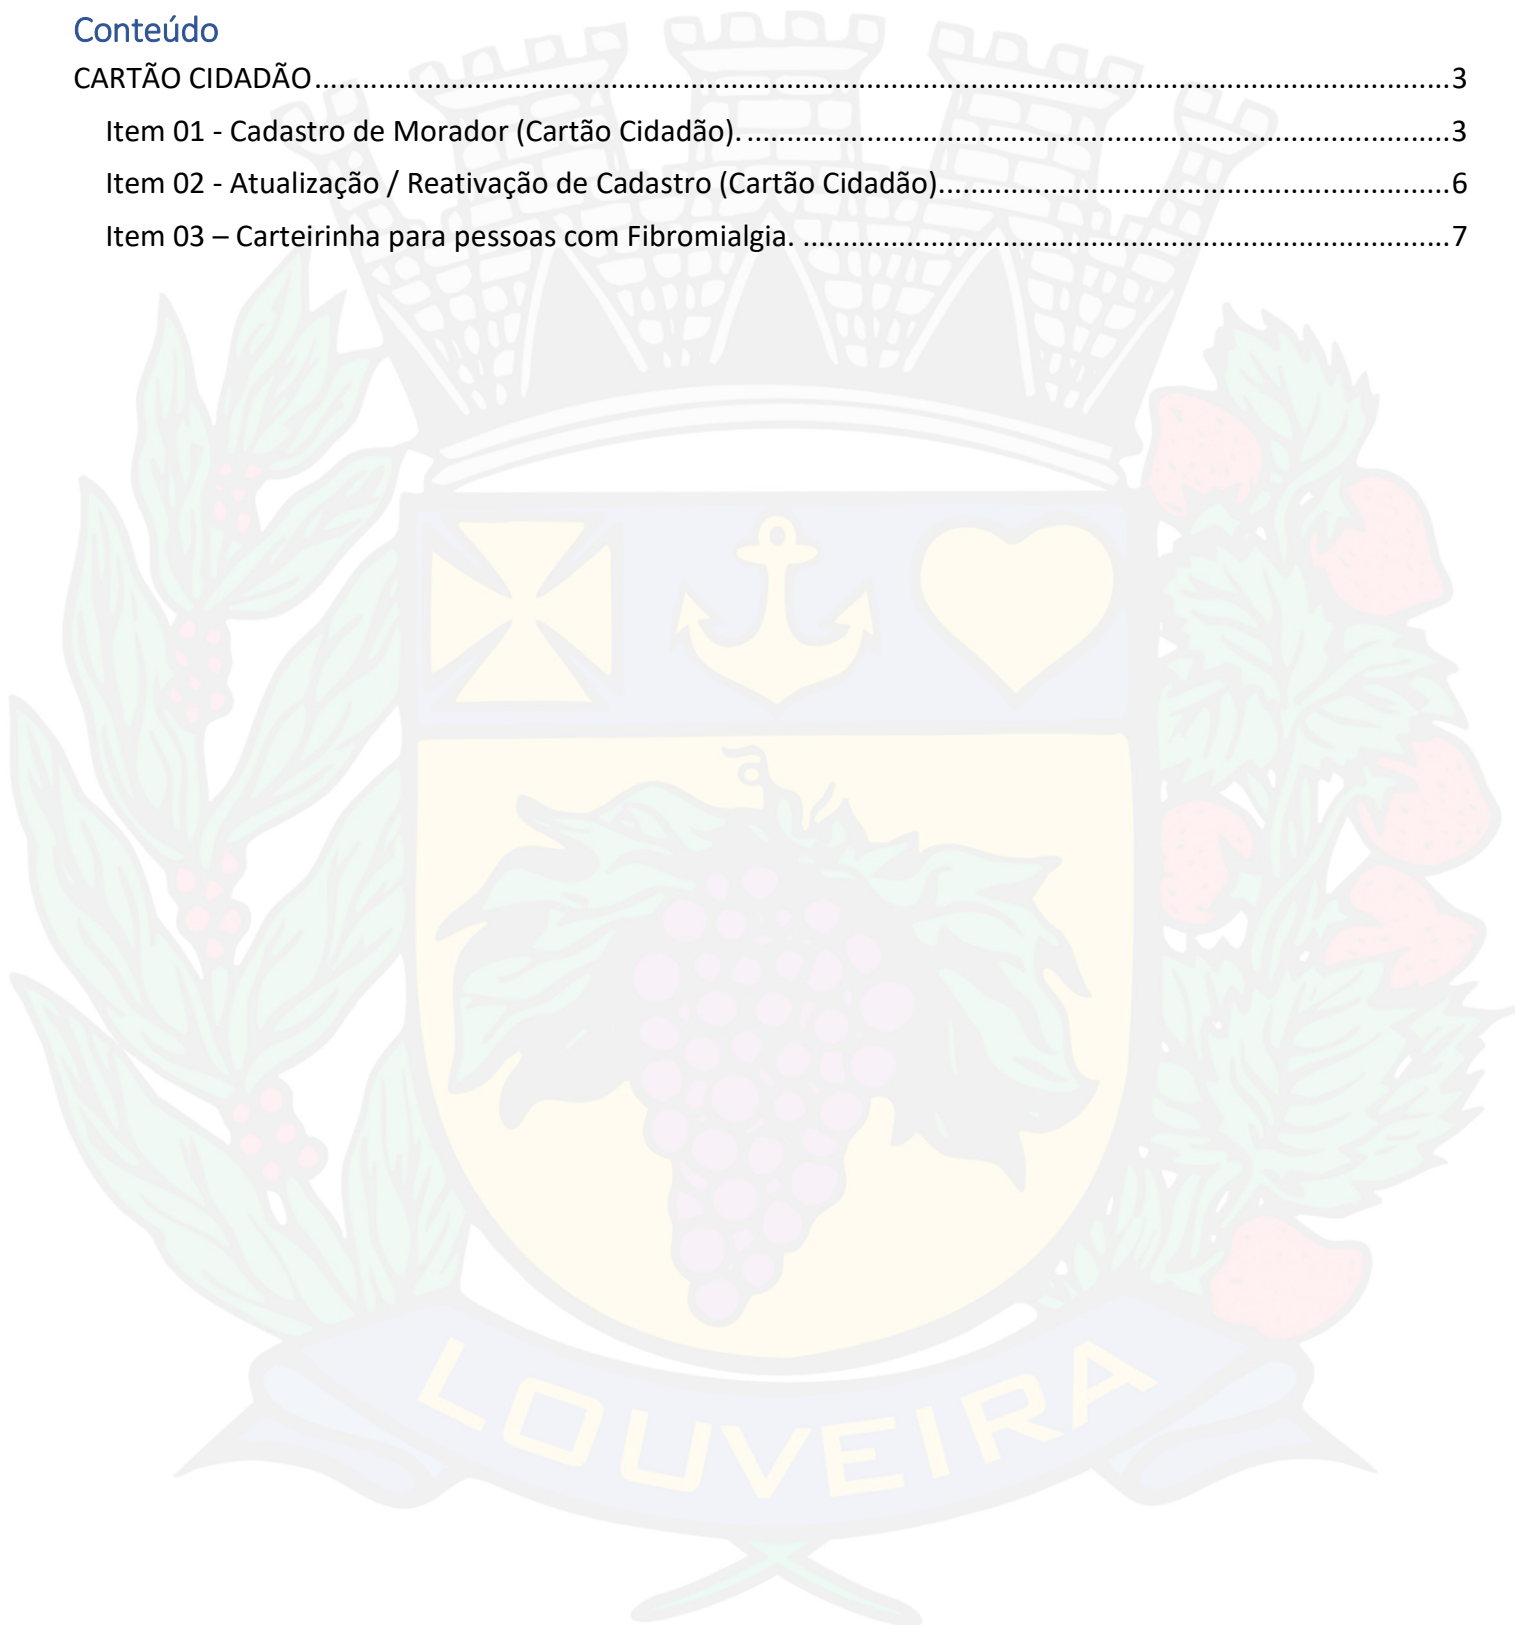 Conteúdo
CARTÃO CIDADÃO....................................................................................................................................................3
Item 01 - Cadastro de Morador (Cartão Cidadão). ..........................................................................................3
Item 02 - Atualização / Reativação de Cadastro (Cartão Cidadão)..................................................................6
Item 03 – Carteirinha para pessoas com Fibromialgia. ...................................................................................7
LOUVEIRA